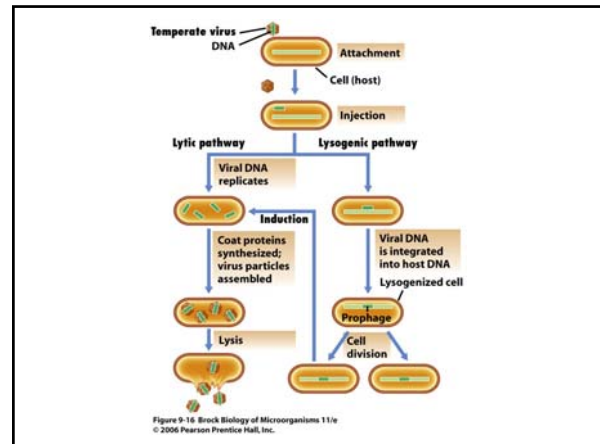 Temperate virus
DNA
Attachment
Cell (host)
Injection
Lytic pathway
Lysogenic pathway
Viral DNA
replicates
Induction
Coat proteins
synthesized;
virus particles
assembled
Viral DNA
is integrated
into host DNA
Lysogenized cell
Prophage
Lysis
Cell
division
Figure 9-16 Brock Biology of Microorganisms 11/e
© 2006 Pearson Prentice Hall, Inc.